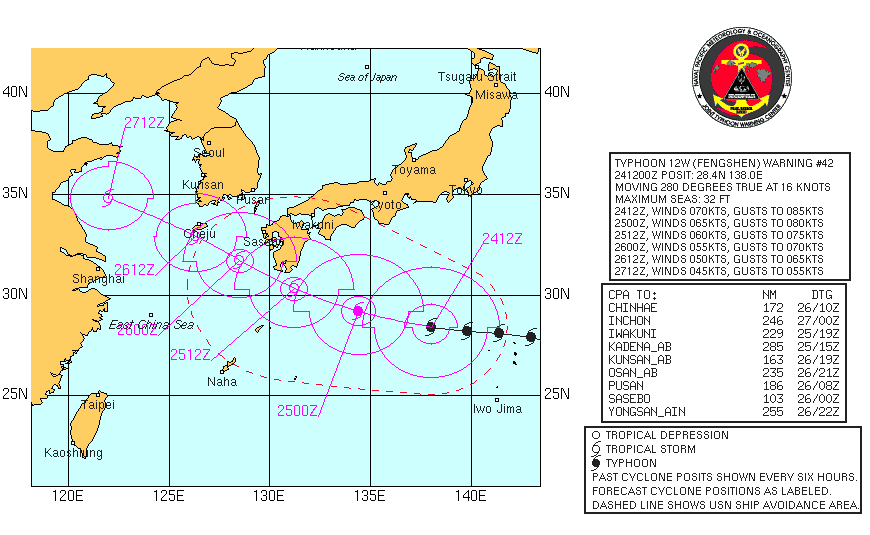 NAVAL PACIFIC METEOROLOGY & OCEANOGRAPHY CENTER
JOINT TYPHOON WARNING CENTER
TYPHOON 12W (FENGSHEN) WARNING #42
241200Z POSIT: 28.4N 138.0E
MOVING 280 DEGREES TRUE AT 16 KNOTS
MAXIMUM SEAS: 32 FT
2412Z, WINDS 070KTS, GUSTS TO 085KTS
2500Z, WINDS 065KTS, GUSTS TO 080KTS
2512Z, WINDS 060KTS, GUSTS TO 075KTS
2600Z, WINDS 055KTS, GUSTS TO 070KTS
2612Z, WINDS 050KTS, GUSTS TO 065KTS
2712Z, WINDS 045KTS, GUSTS TO 055KTS
CPA TO: NM DTG
CHINHAE 172 26/10Z
INCHON 246 27/00Z
IWAKUNI 229 25/19Z
KADENA_AB 285 25/15Z
KUNSAN_AB 163 26/19Z
OSAN_AB 235 26/21Z
PUSAN 186 26/08Z
SASEBO 103 26/00Z
YONGSAN_AIN 255 26/22Z
TROPICAL DEPRESSION
TROPICAL STORM
TYPHOON
PAST CYCLONE POSITS SHOWN EVERY SIX HOURS.
FORECAST CYCLONE POSITIONS AS LABELED.
DASHED LINE SHOWS USN SHIP AVOIDANCE AREA.
Sea of Japan
Tsugaru Strait
40N
Misawa
40N
2712Z
Seoul
Toyama
Kunsan
Tokyo
35N
Pusan
Kyoto
35N
Iwakuni
Cheju
Sasebo
2412Z
2612Z
Shanghai
30N
30N
East China Sea
2600Z
2512Z
Naha
25N
25N
Taipei
2500Z
Iwo Jima
Kaoshiung
120E
125E
130E
135E
140E